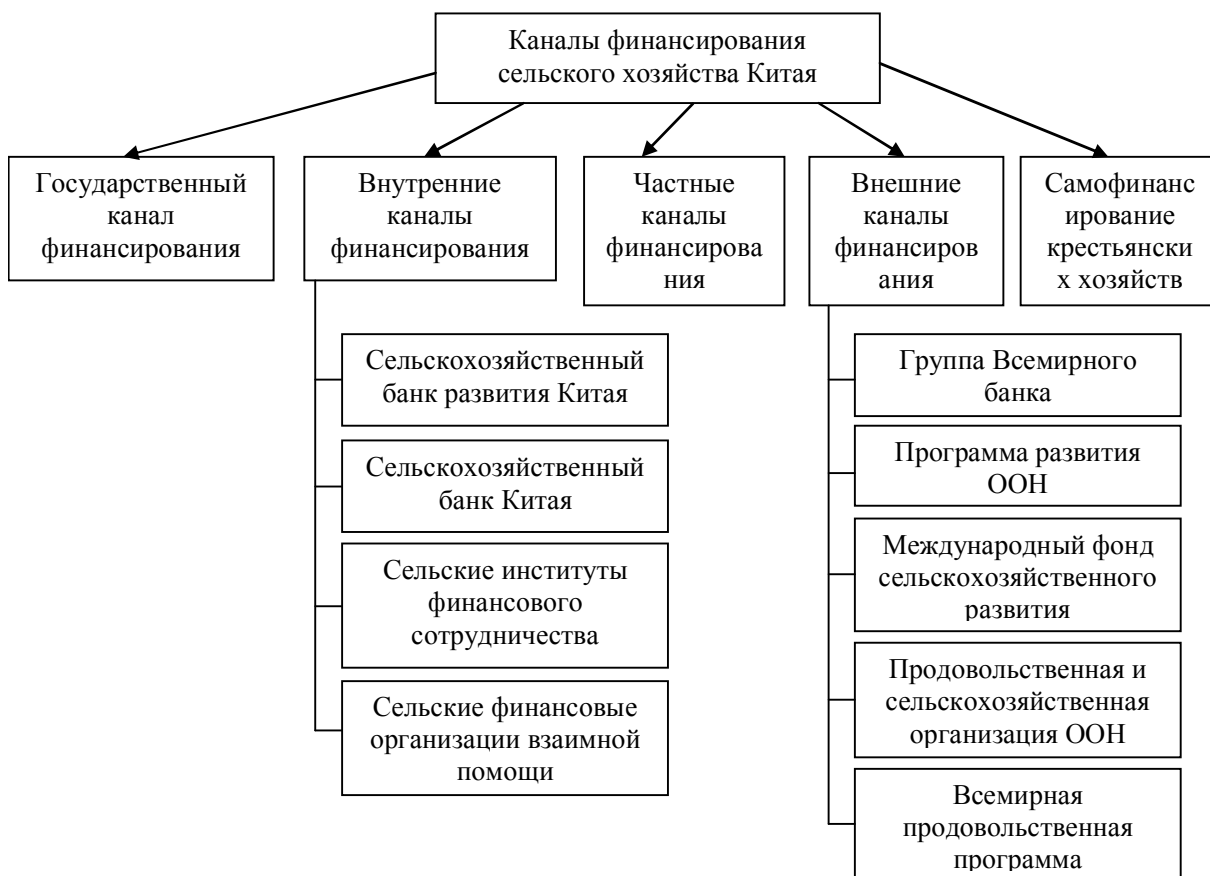 Каналы финансирования
сельского хозяйства Китая
Государственный
канал
финансирования
Внутренние
каналы
финансирования
Частные
каналы
финансирова
ния
Внешние
каналы
финансиров
ания
Самофинанс
ирование
крестьянски
х хозяйств
Сельскохозяйственный
банк развития Китая
Сельскохозяйственный
банк Китая
Сельские институты
финансового
сотрудничества
Сельские финансовые
организации взаимной
помощи
Группа Всемирного
банка
Программа развития
ООН
Международный фонд
сельскохозяйственного
развития
Продовольственная и
сельскохозяйственная
организация ООН
Всемирная
продовольственная
программа